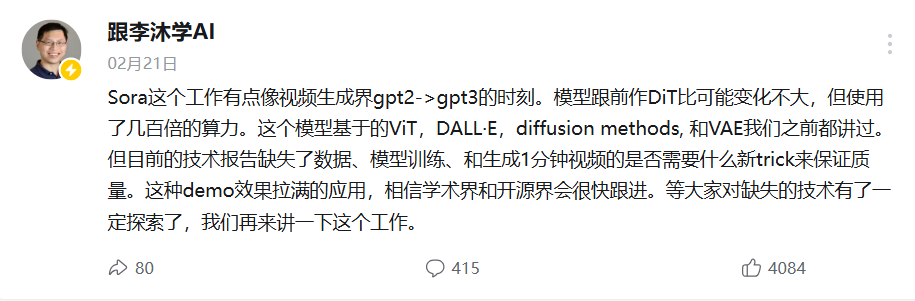 跟李沐学AI
02月21日
Sora这个工作有点像视频生成界gpt2->gpt3的时刻。模型跟前作DiT比可能变化不大，但使用
了几百倍的算力。这个模型基于的ViT，DALL·E，diffusion methods, 和VAE我们之前都讲过。
但目前的技术报告缺失了数据、模型训练、和生成1分钟视频的是否需要什么新trick来保证质
量。这种demo效果拉满的应用，相信学术界和开源界会很快跟进。等大家对缺失的技术有了一
定探索了，我们再来讲一下这个工作。
80 415 4084